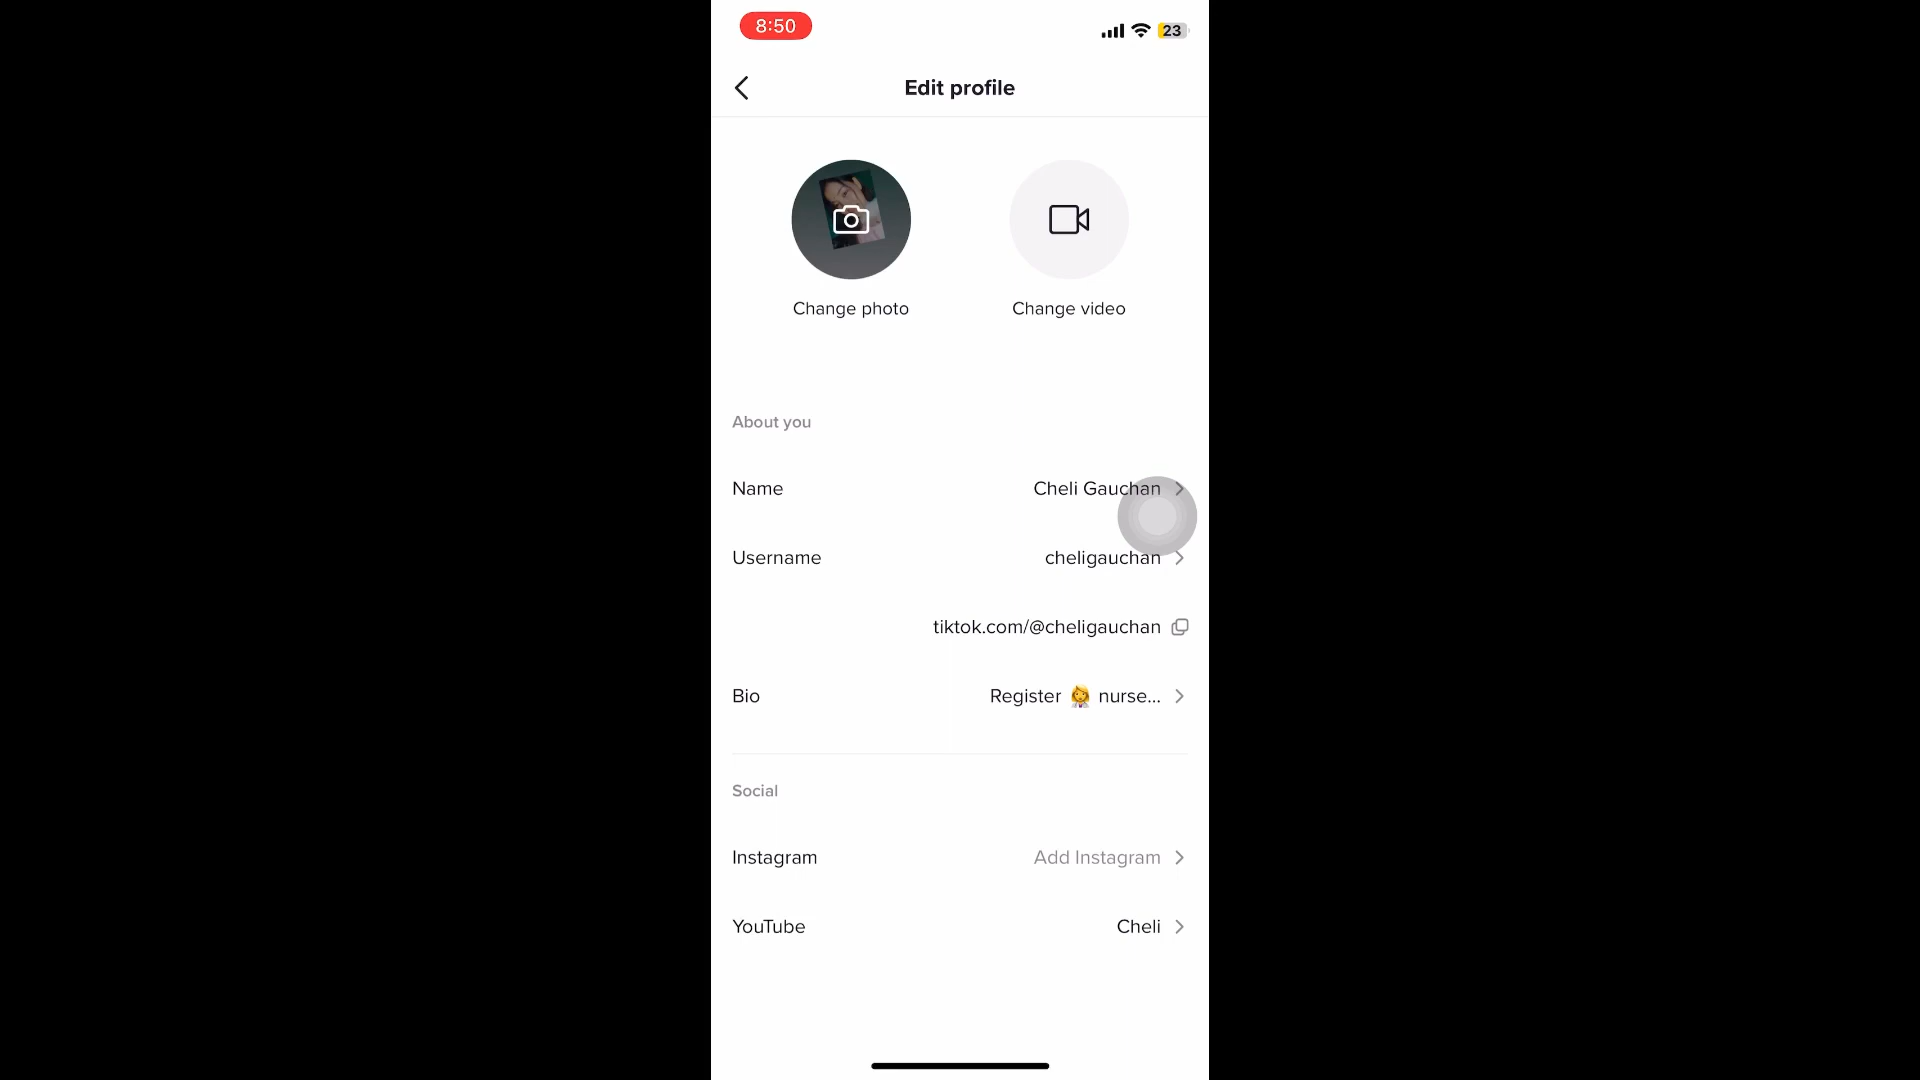 8:50
23
Edit profile
Change photo
Change video
About you
Name
Cheli Gauchan
Username
cheligauchan
tiktok.com/@cheligauchan
Bio
Register 👩‍⚕️ nurse...
Social
Instagram
Add Instagram
YouTube
Cheli